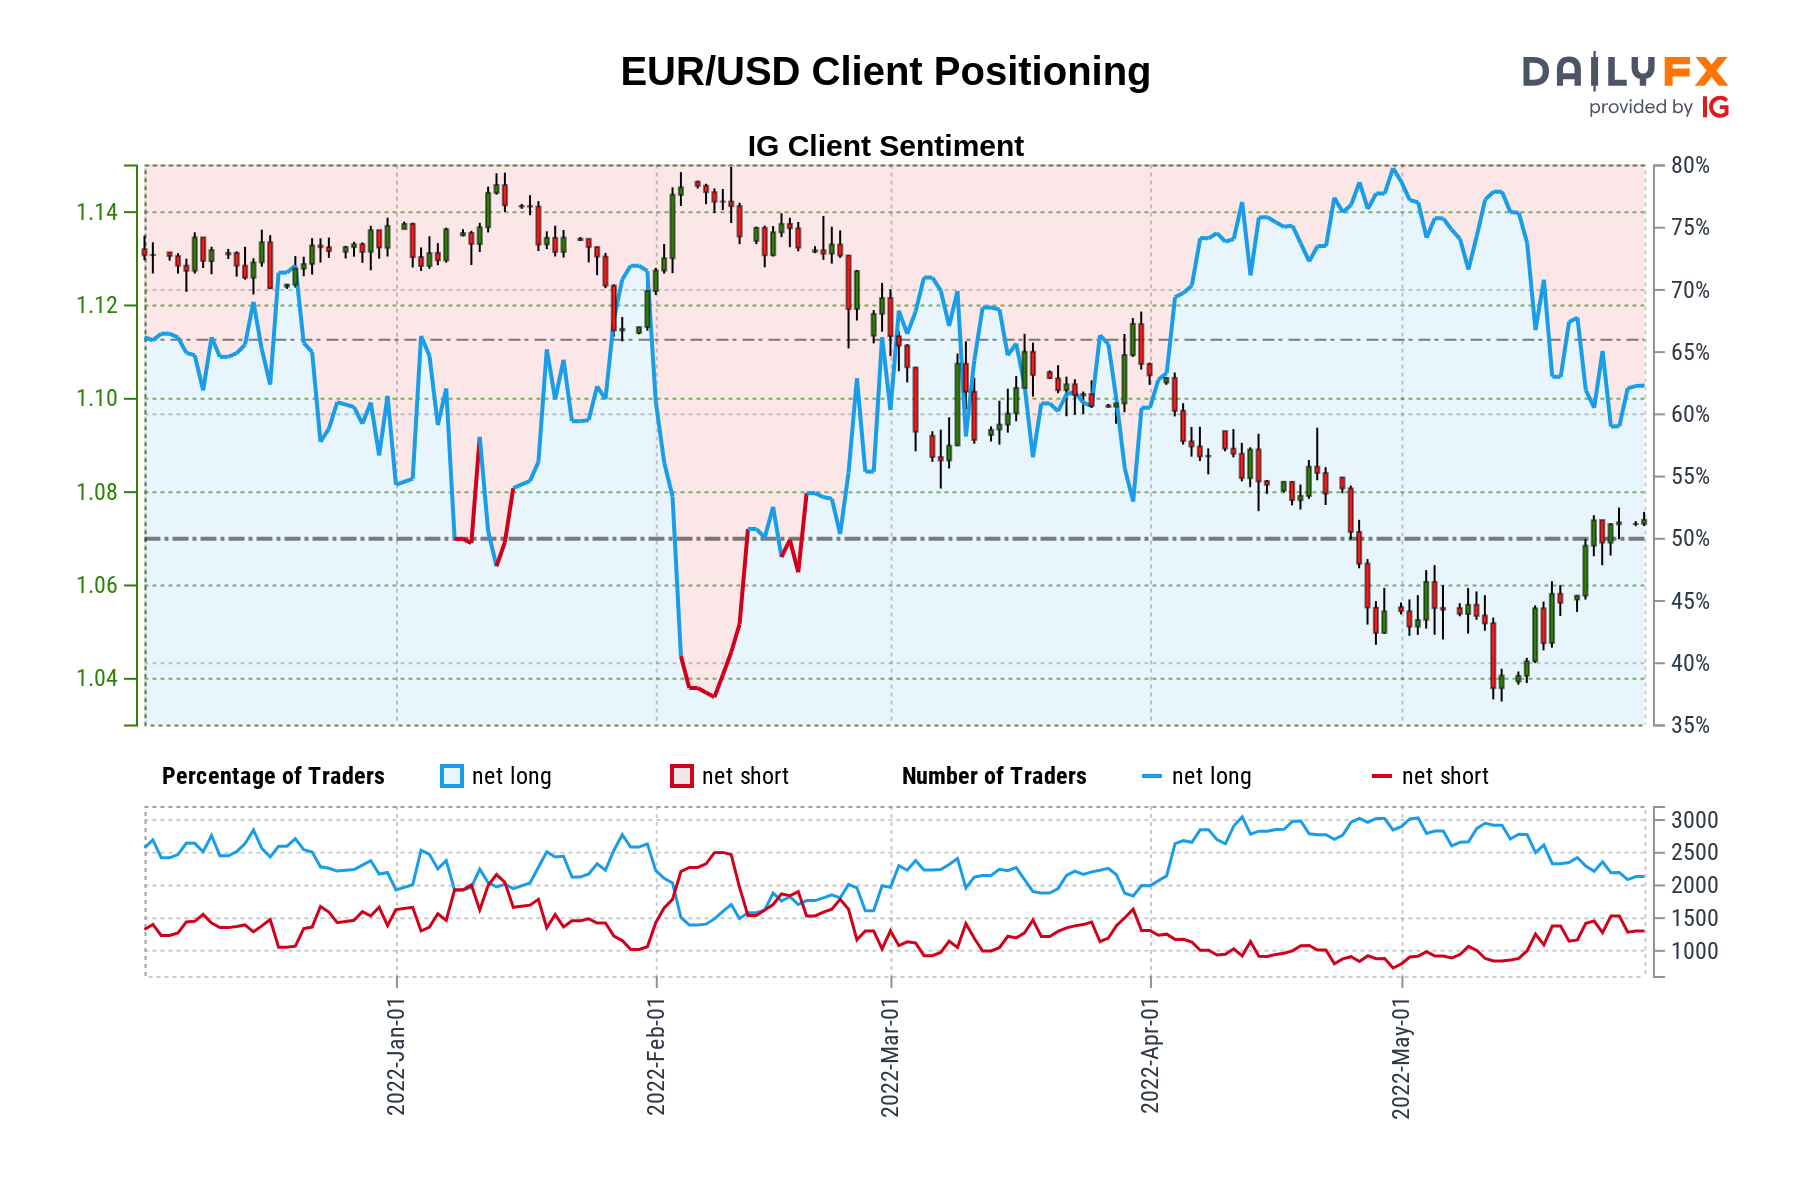 EUR/USD Client Positioning
DAILYFX
provided by IG
IG Client Sentiment
1.14
1.12
1.10
1.08
1.06
1.04
80%
75%
70%
65%
60%
55%
50%
45%
40%
35%
Percentage of Traders net long net short Number of Traders net long net short
3000
2500
2000
1500
1000
2022-Jan-01
2022-Feb-01
2022-Mar-01
2022-Apr-01
2022-May-01